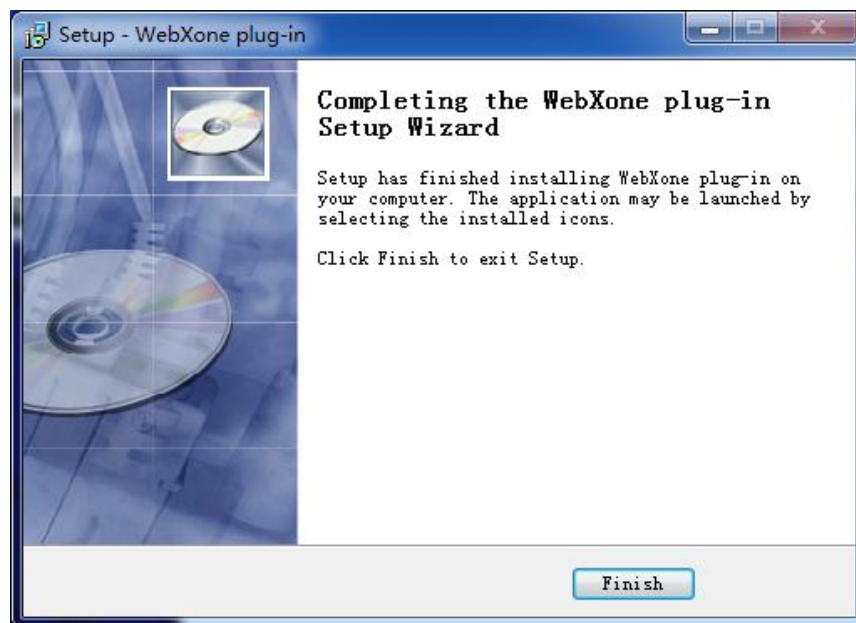 Setup - WebXone plug-in
Completing the WebXone plug-in
Setup Wizard
Setup has finished installing WebXone plug-in on
your computer. The application may be launched by
selecting the installed icons.
Click Finish to exit Setup.
Finish